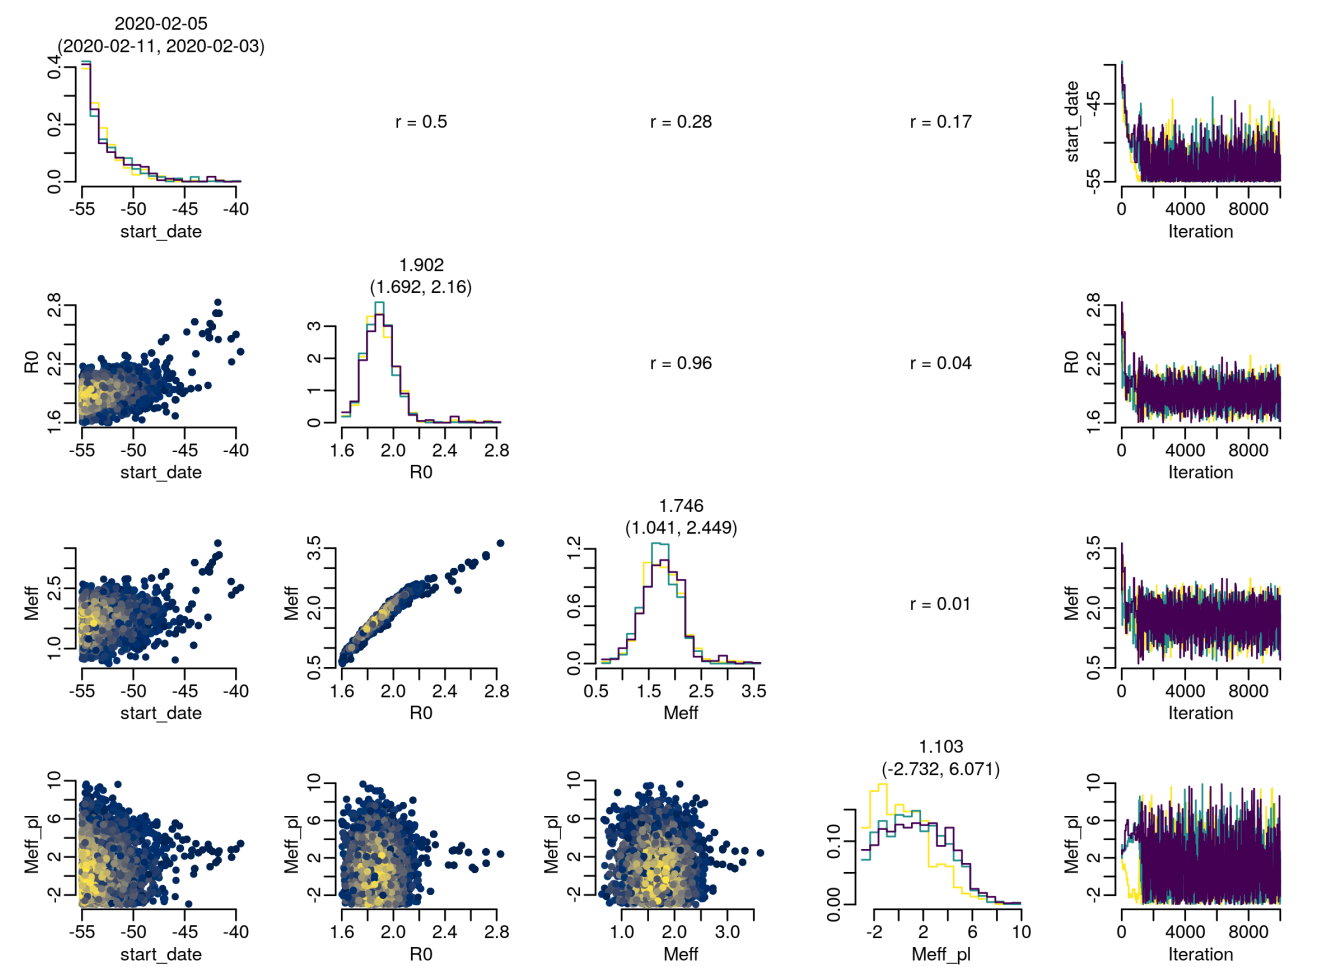 2020-02-05
(2020-02-11, 2020-02-03)
0.0 0.2 0.4
-55 -50 -45 -40
start_date
r = 0.5
r = 0.28
r = 0.17
start_date
-55 -45
0 4000 8000
Iteration
R0
1.6 2.2 2.8
-55 -50 -45 -40
start_date
1.902
(1.692, 2.16)
0 1 2 3
1.6 2.0 2.4 2.8
R0
r = 0.96
r = 0.04
R0
1.6 2.2 2.8
0 4000 8000
Iteration
Meff
1.0 2.5
-55 -50 -45 -40
start_date
Meff
0.5 2.0 3.5
1.6 2.0 2.4 2.8
R0
1.746
(1.041, 2.449)
0.0 0.6 1.2
0.5 1.5 2.5 3.5
Meff
r = 0.01
Meff
0.5 2.0 3.5
0 4000 8000
Iteration
Meff_pl
-2 2 6 10
-55 -50 -45 -40
start_date
Meff_pl
-2 2 6 10
1.6 2.0 2.4 2.8
R0
Meff_pl
-2 2 6 10
1.0 2.0 3.0
Meff
1.103
(-2.732, 6.071)
0.00 0.10
-2 2 6 10
Meff_pl
Meff_pl
-2 2 6 10
0 4000 8000
Iteration